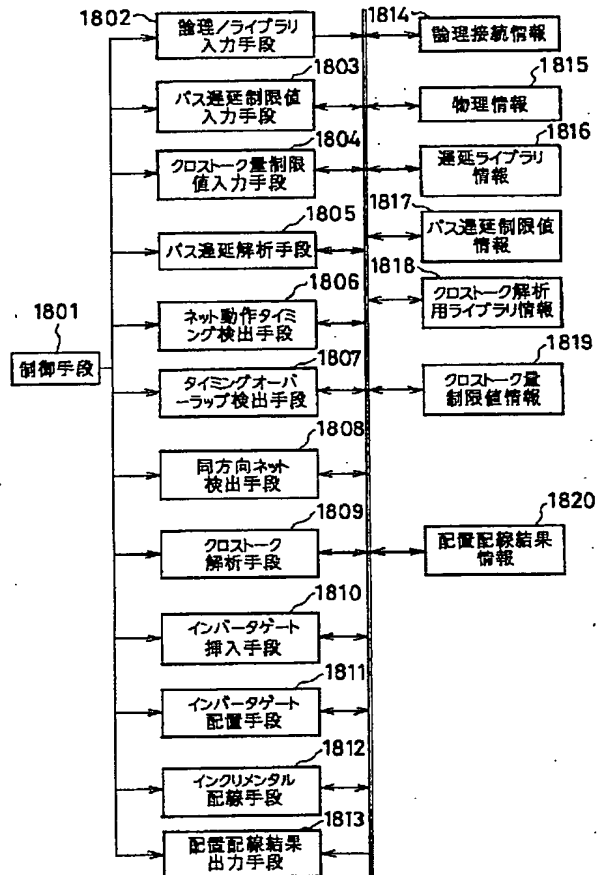 1802
論理/ライブラリ
入力手段
1803
パス遅延制限値
入力手段
1804
クロストーク量制限
値入力手段
1805
パス遅延解析手段
1806
ネット動作タイミ
ング検出手段
1801
制御手段
1807
タイミングオーバ
ーラップ検出手段
1808
同方向ネット
検出手段
1809
クロストーク
解析手段
1810
インバータゲート
挿入手段
1811
インバータゲート
配置手段
1812
インクリメンタル
配線手段
1813
配置配線結果
出力手段
1814
論理接続情報
1815
物理情報
1816
遅延ライブラリ
情報
1817
パス遅延制限値
情報
1818
クロストーク解析
用ライブラリ情報
1819
クロストーク量
制限値情報
1820
配置配線結果
情報